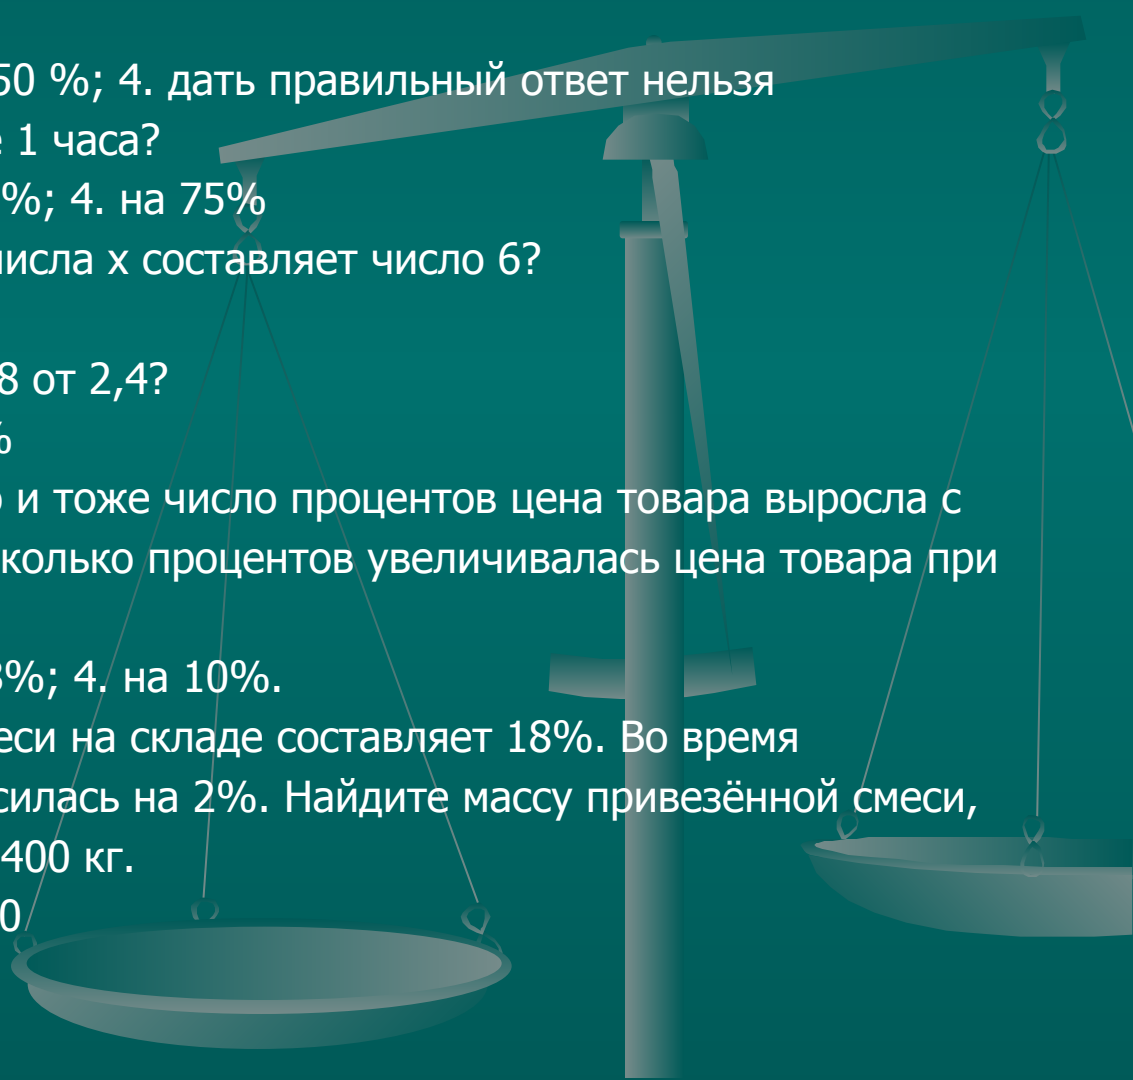 50 %; 4. дать правильный ответ нельзя
е 1 часа?
%; 4. на 75%
исла х составляет число 6?
8 от 2,4?
%
о и тоже число процентов цена товара выросла с
колько процентов увеличивалась цена товара при
3%; 4. на 10%.
еси на складе составляет 18%. Во время
силась на 2%. Найдите массу привезённой смеси,
400 кг.
0